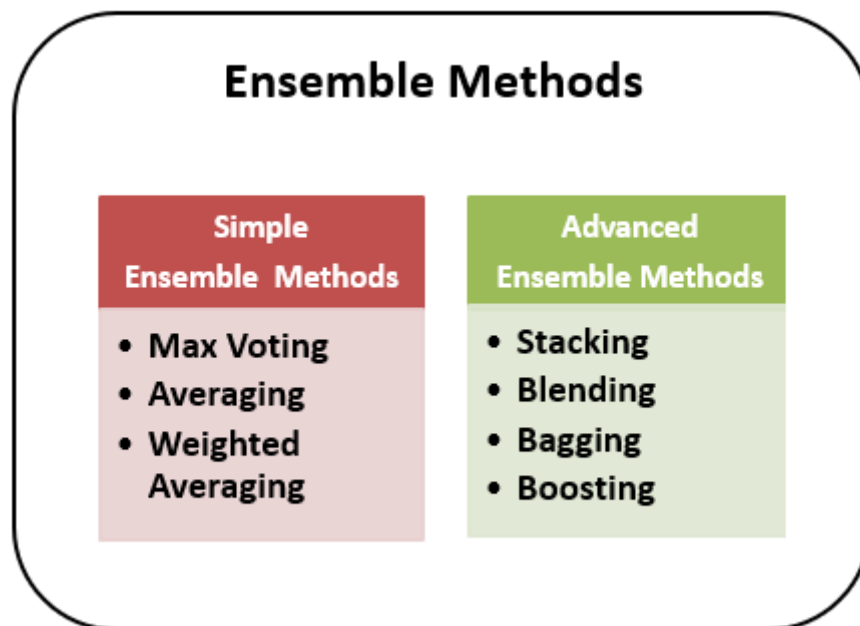 Ensemble Methods
Simple
Ensemble Methods
• Max Voting
• Averaging
• Weighted
Averaging
Advanced
Ensemble Methods
• Stacking
• Blending
• Bagging
• Boosting